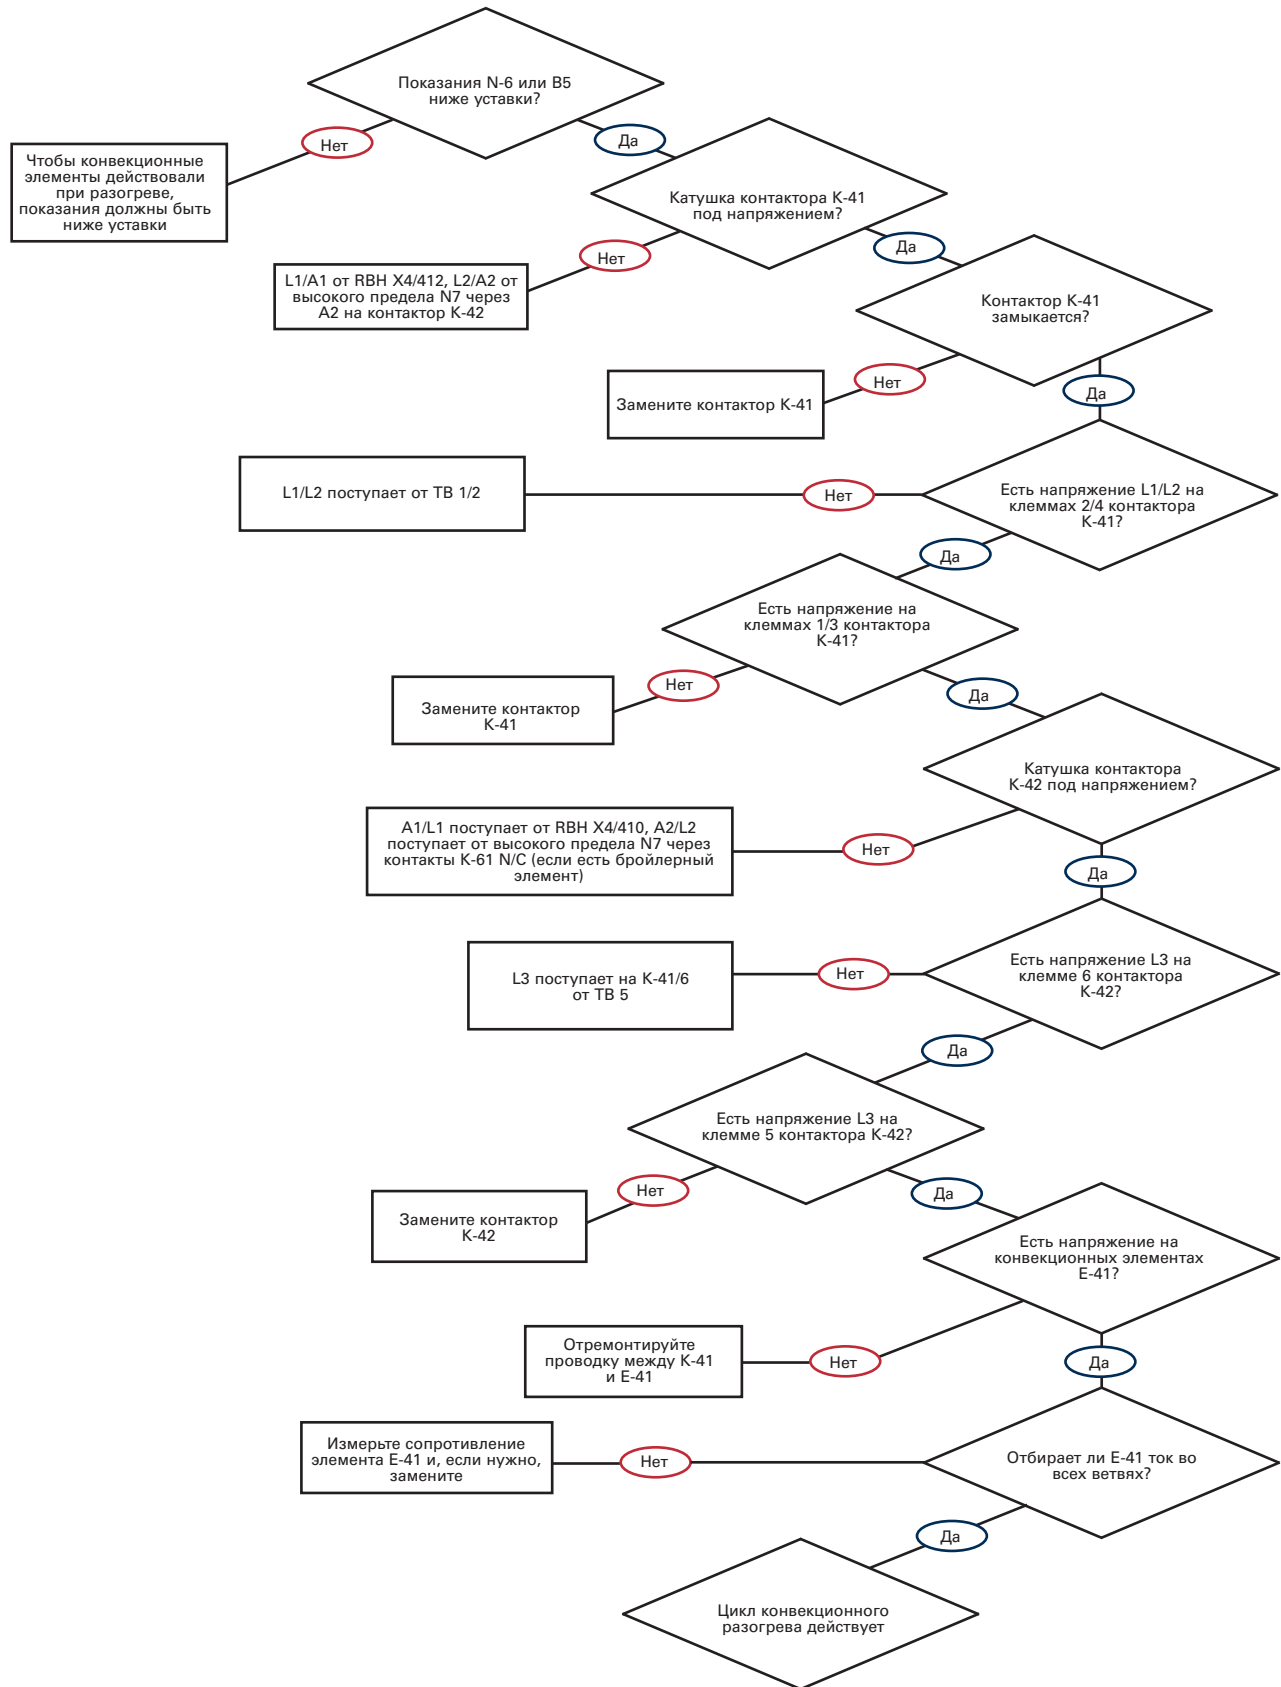 Показания N-6 или B5
ниже уставки?
Нет
Да
Чтобы конвекционные
элементы действовали
при разогреве,
показания должны быть
ниже уставки
Катушка контактора К-41
под напряжением?
Нет
Да
L1/A1 от RBH X4/412, L2/A2 от
высокого предела N7 через
А2 на контактор К-42
Контактор К-41
замыкается?
Нет
Да
Замените контактор К-41
Есть напряжение L1/L2 на
клеммах 2/4 контактора
К-41?
Нет
L1/L2 поступает от ТВ 1/2
Да
Есть напряжение на
клеммах 1/3 контактора
К-41?
Нет
Да
Замените контактор
К-41
Катушка контактора
К-42 под напряжением?
Нет
Да
A1/L1 поступает от RBH X4/410, A2/L2
поступает от высокого предела N7 через
контакты К-61 N/C (если есть бройлерный
элемент)
Есть напряжение L3 на
клемме 6 контактора
К-42?
Нет
L3 поступает на К-41/6
от ТВ 5
Да
Есть напряжение L3 на
клемме 5 контактора К-42?
Нет
Да
Замените контактор
К-42
Есть напряжение на
конвекционных элементах
Е-41?
Нет
Да
Отремонтируйте
проводку между К-41
и Е-41
Отбирает ли Е-41 ток во
всех ветвях?
Нет
Измерьте сопротивление
элемента Е-41 и, если нужно,
замените
Да
Цикл конвекционного
разогрева действует